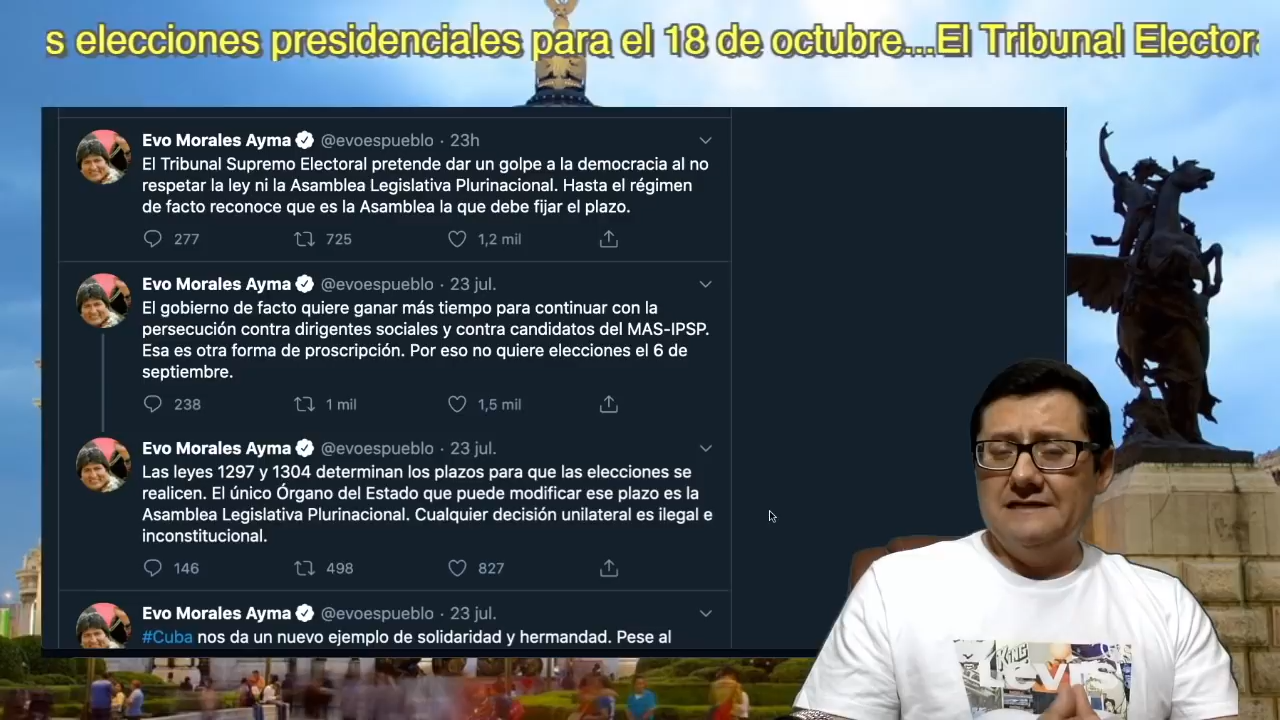 s elecciones presidenciales para el 18 de octubre...El Tribunal Elector
Evo Morales Ayma @evoespueblo · 23h
El Tribunal Supremo Electoral pretende dar un golpe a la democracia al no
respetar la ley ni la Asamblea Legislativa Plurinacional. Hasta el régimen
de facto reconoce que es la Asamblea la que debe fijar el plazo.
277 725 1,2 mil
Evo Morales Ayma @evoespueblo · 23 jul.
El gobierno de facto quiere ganar más tiempo para continuar con la
persecución contra dirigentes sociales y contra candidatos del MAS-IPSP.
Esa es otra forma de proscripción. Por eso no quiere elecciones el 6 de
septiembre.
238 1 mil 1,5 mil
Evo Morales Ayma @evoespueblo · 23 jul.
Las leyes 1297 y 1304 determinan los plazos para que las elecciones se
realicen. El único Órgano del Estado que puede modificar ese plazo es la
Asamblea Legislativa Plurinacional. Cualquier decisión unilateral es ilegal e
inconstitucional.
146 498 827
Evo Morales Ayma @evoespueblo · 23 jul.
#Cuba nos da un nuevo ejemplo de solidaridad y hermandad. Pese al
KING
Levi's